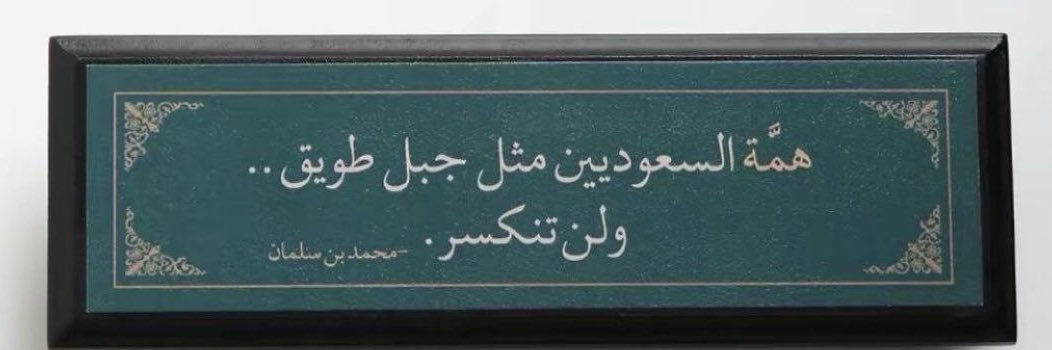 همَّة السعوديين مثل جبل طويق..
ولن تنكسر.
-محمد بن سلمان